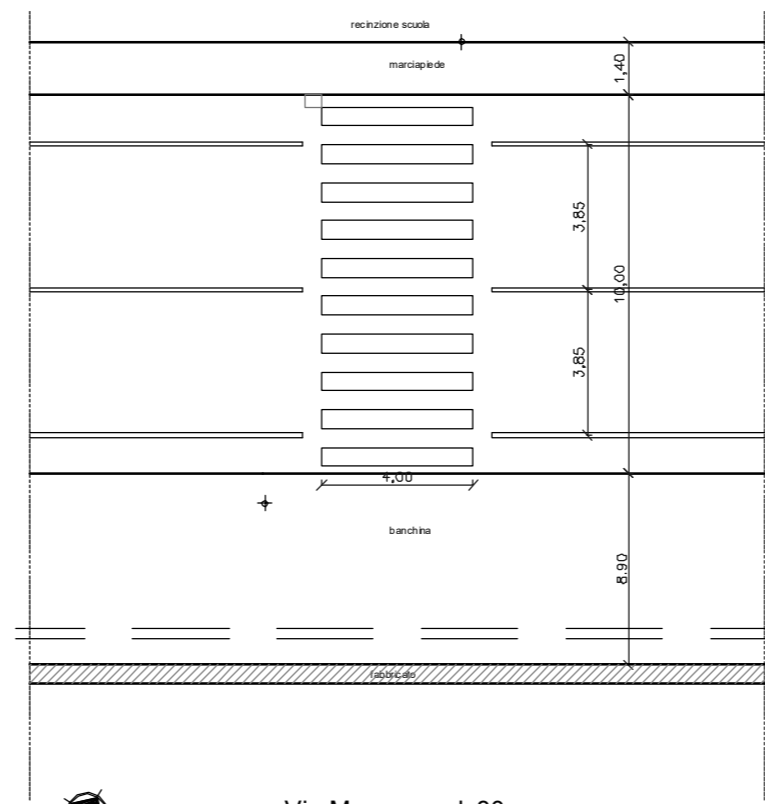 recinzione scuola
marciapiede
1,40
3,85
10,00
3,85
4,00
banchina
8,90
fabbricato